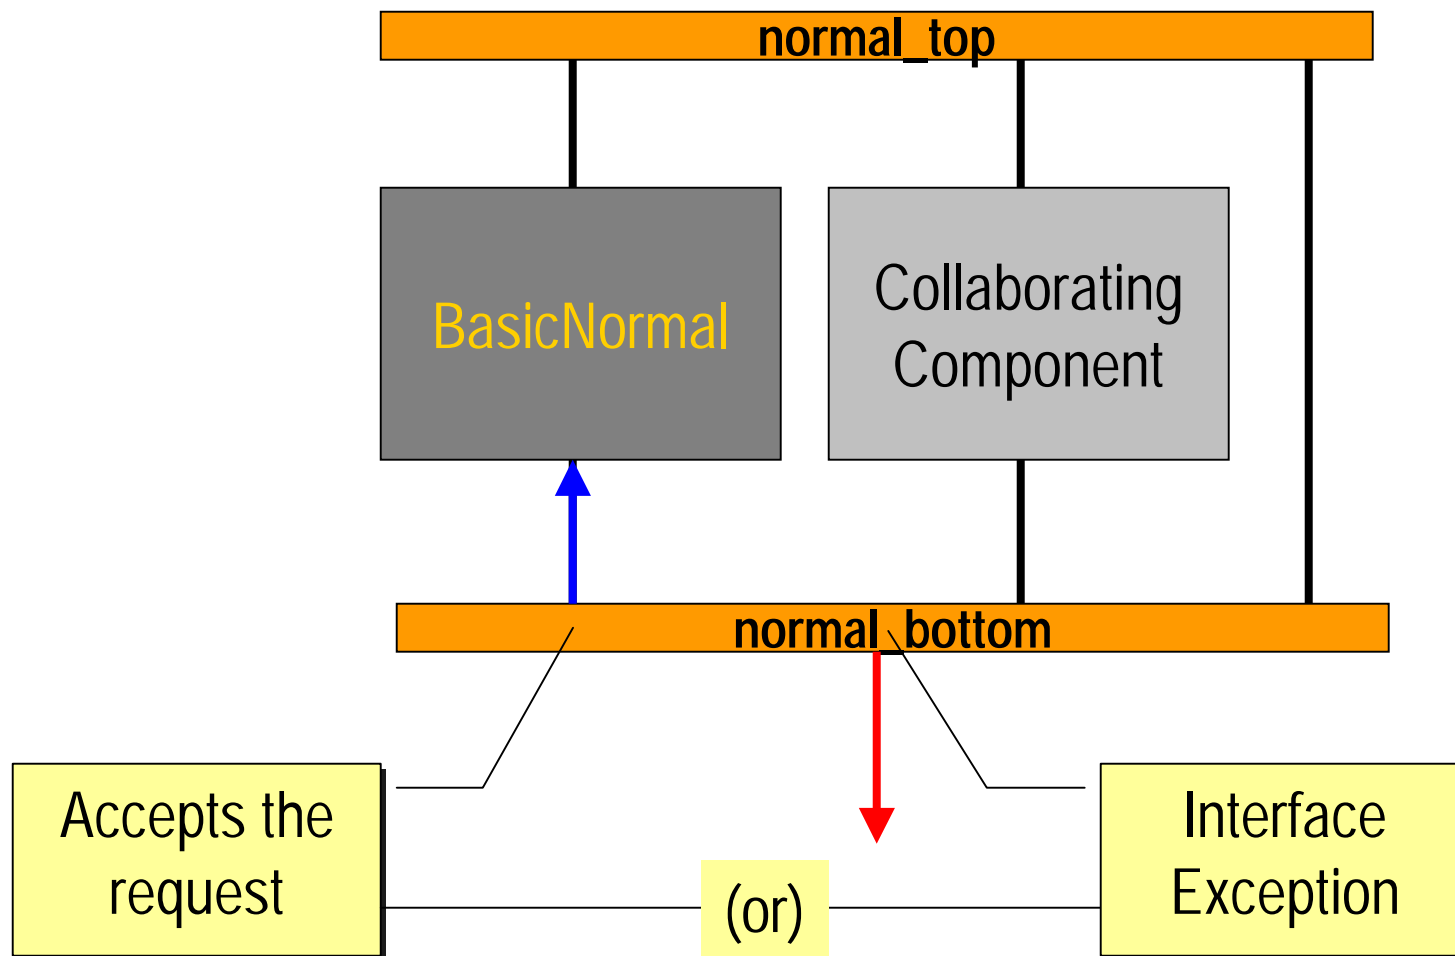 normal_top
BasicNormal
Collaborating
Component
normal_bottom
Accepts the
request
(or)
Interface
Exception